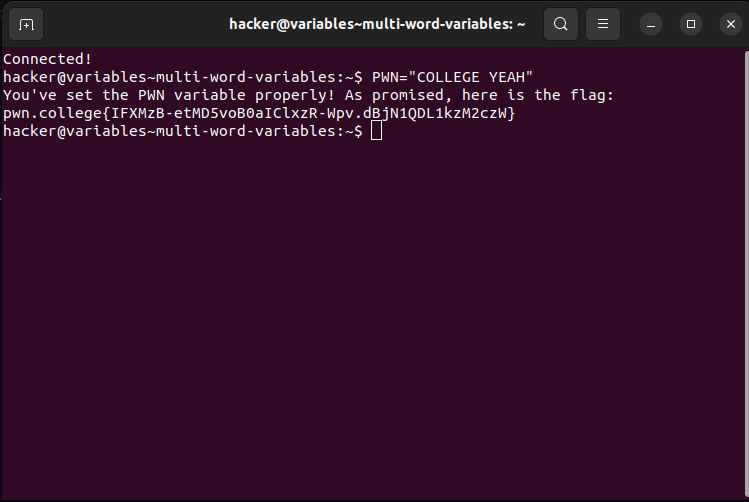 hacker@variables~multi-word-variables: ~
Connected!
hacker@variables~multi-word-variables:~$ PWN="COLLEGE YEAH"
You've set the PWN variable properly! As promised, here is the flag:
pwn.college{IFXMzB-etMD5voB0aIClxzR-Wpv.dBjN1QDL1kzM2czW}
hacker@variables~multi-word-variables:~$